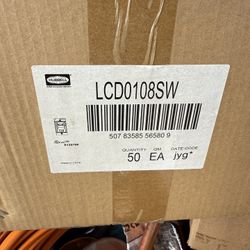 HUBBELL
LCD0108SW
507 83585 56580 9
QUANTITY UM DATE CODE
50 EA jyg*